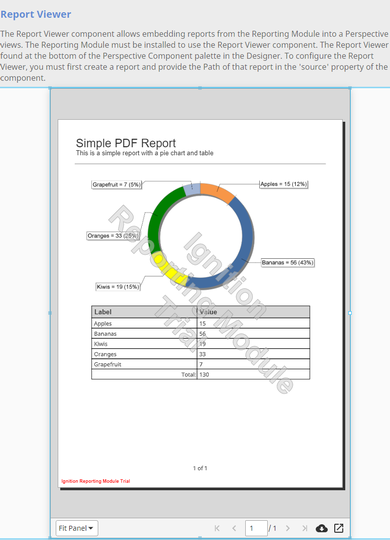 Report Viewer
The Report Viewer component allows embedding reports from the Reporting Module into a Perspective
views. The Reporting Module must be installed to use the Report Viewer component. The Report Viewer
found at the bottom of the Perspective Component palette in the Designer. To configure the Report
Viewer, you must first create a report and provide the Path of that report in the 'source' property of the
component.
Simple PDF Report
This is a simple report with a pie chart and table
Grapefruit = 7 (5%)
Apples = 15 (12%)
Oranges = 33 (25%)
Bananas = 56 (43%)
Kiwis = 19 (15%)
Ignition
Reporting Module
Trial
Label Value
Apples 15
Bananas 56
Kiwis 19
Oranges 33
Grapefruit 7
Total: 130
1 of 1
Ignition Reporting Module Trial
Fit Panel
1 / 1